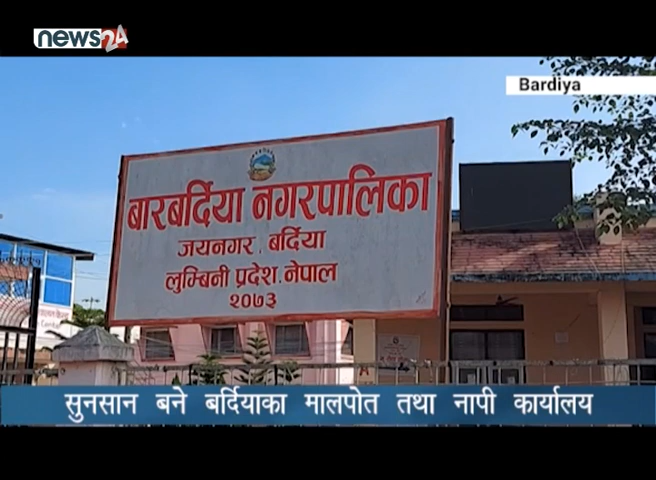 news24
Bardiya
बारबर्दिया नगरपालिका
जयनगर, बर्दिया
लुम्बिनी प्रदेश, नेपाल
२०७३
सुनसान बने बर्दियाका मालपोत तथा नापी कार्यालय